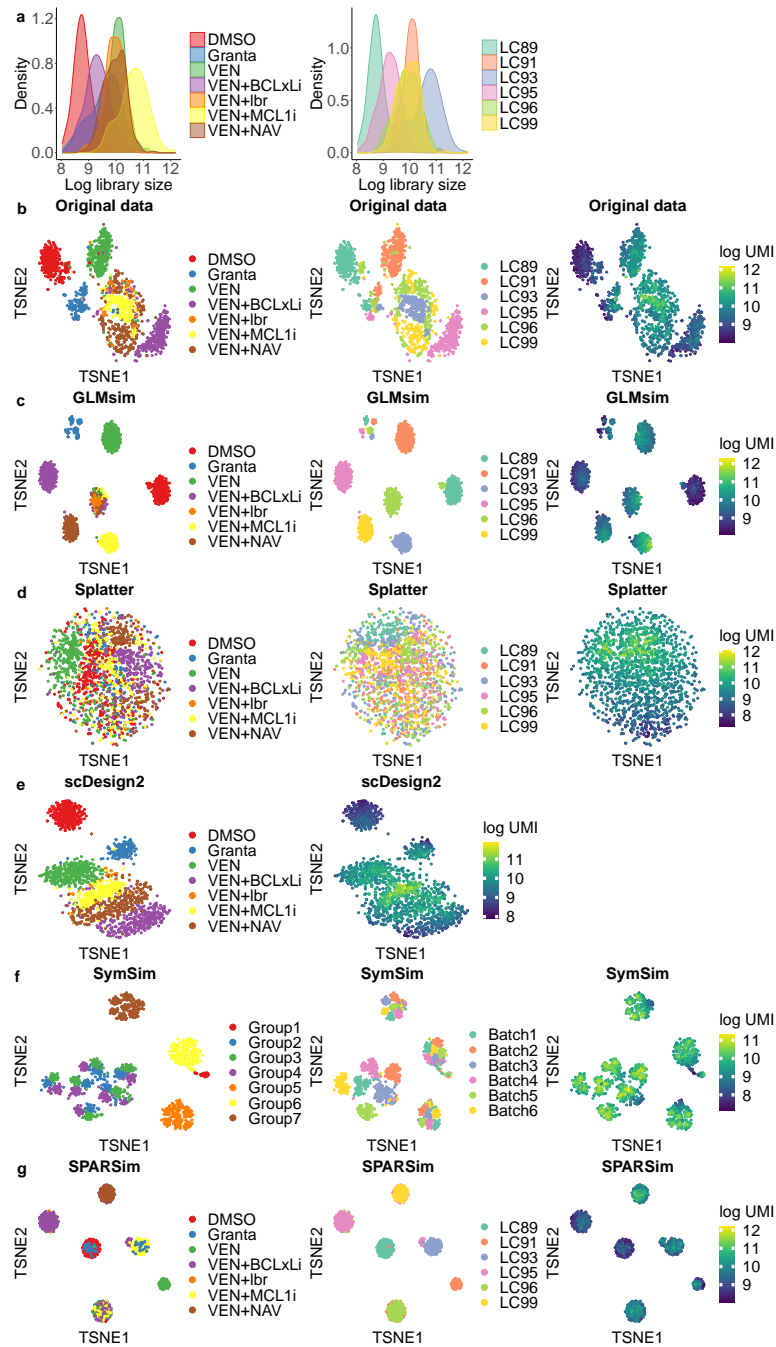 a
1.2
0.8
0.4
0.0
Density
8 9 10 11 12
Log library size
DMSO
Granta
VEN
VEN+BCLxLi
VEN+Ibr
VEN+MCL1i
VEN+NAV
1.0
0.5
0.0
Density
8 9 10 11 12
Log library size
LC89
LC91
LC93
LC95
LC96
LC99
b
Original data
TSNE2
TSNE1
DMSO
Granta
VEN
VEN+BCLxLi
VEN+Ibr
VEN+MCL1i
VEN+NAV
Original data
TSNE2
TSNE1
LC89
LC91
LC93
LC95
LC96
LC99
Original data
TSNE2
TSNE1
log UMI
12
11
10
9
c
GLMsim
TSNE2
TSNE1
DMSO
Granta
VEN
VEN+BCLxLi
VEN+Ibr
VEN+MCL1i
VEN+NAV
GLMsim
TSNE2
TSNE1
LC89
LC91
LC93
LC95
LC96
LC99
GLMsim
TSNE2
TSNE1
log UMI
12
11
10
9
d
Splatter
TSNE2
TSNE1
DMSO
Granta
VEN
VEN+BCLxLi
VEN+Ibr
VEN+MCL1i
VEN+NAV
Splatter
TSNE2
TSNE1
LC89
LC91
LC93
LC95
LC96
LC99
Splatter
TSNE2
TSNE1
log UMI
12
11
10
9
8
e
scDesign2
TSNE2
TSNE1
DMSO
Granta
VEN
VEN+BCLxLi
VEN+Ibr
VEN+MCL1i
VEN+NAV
scDesign2
TSNE2
TSNE1
log UMI
11
10
9
8
f
SymSim
TSNE2
TSNE1
Group1
Group2
Group3
Group4
Group5
Group6
Group7
SymSim
TSNE2
TSNE1
Batch1
Batch2
Batch3
Batch4
Batch5
Batch6
SymSim
TSNE2
TSNE1
log UMI
11
10
9
8
g
SPARSim
TSNE2
TSNE1
DMSO
Granta
VEN
VEN+BCLxLi
VEN+Ibr
VEN+MCL1i
VEN+NAV
SPARSim
TSNE2
TSNE1
LC89
LC91
LC93
LC95
LC96
LC99
SPARSim
TSNE2
TSNE1
log UMI
12
11
10
9